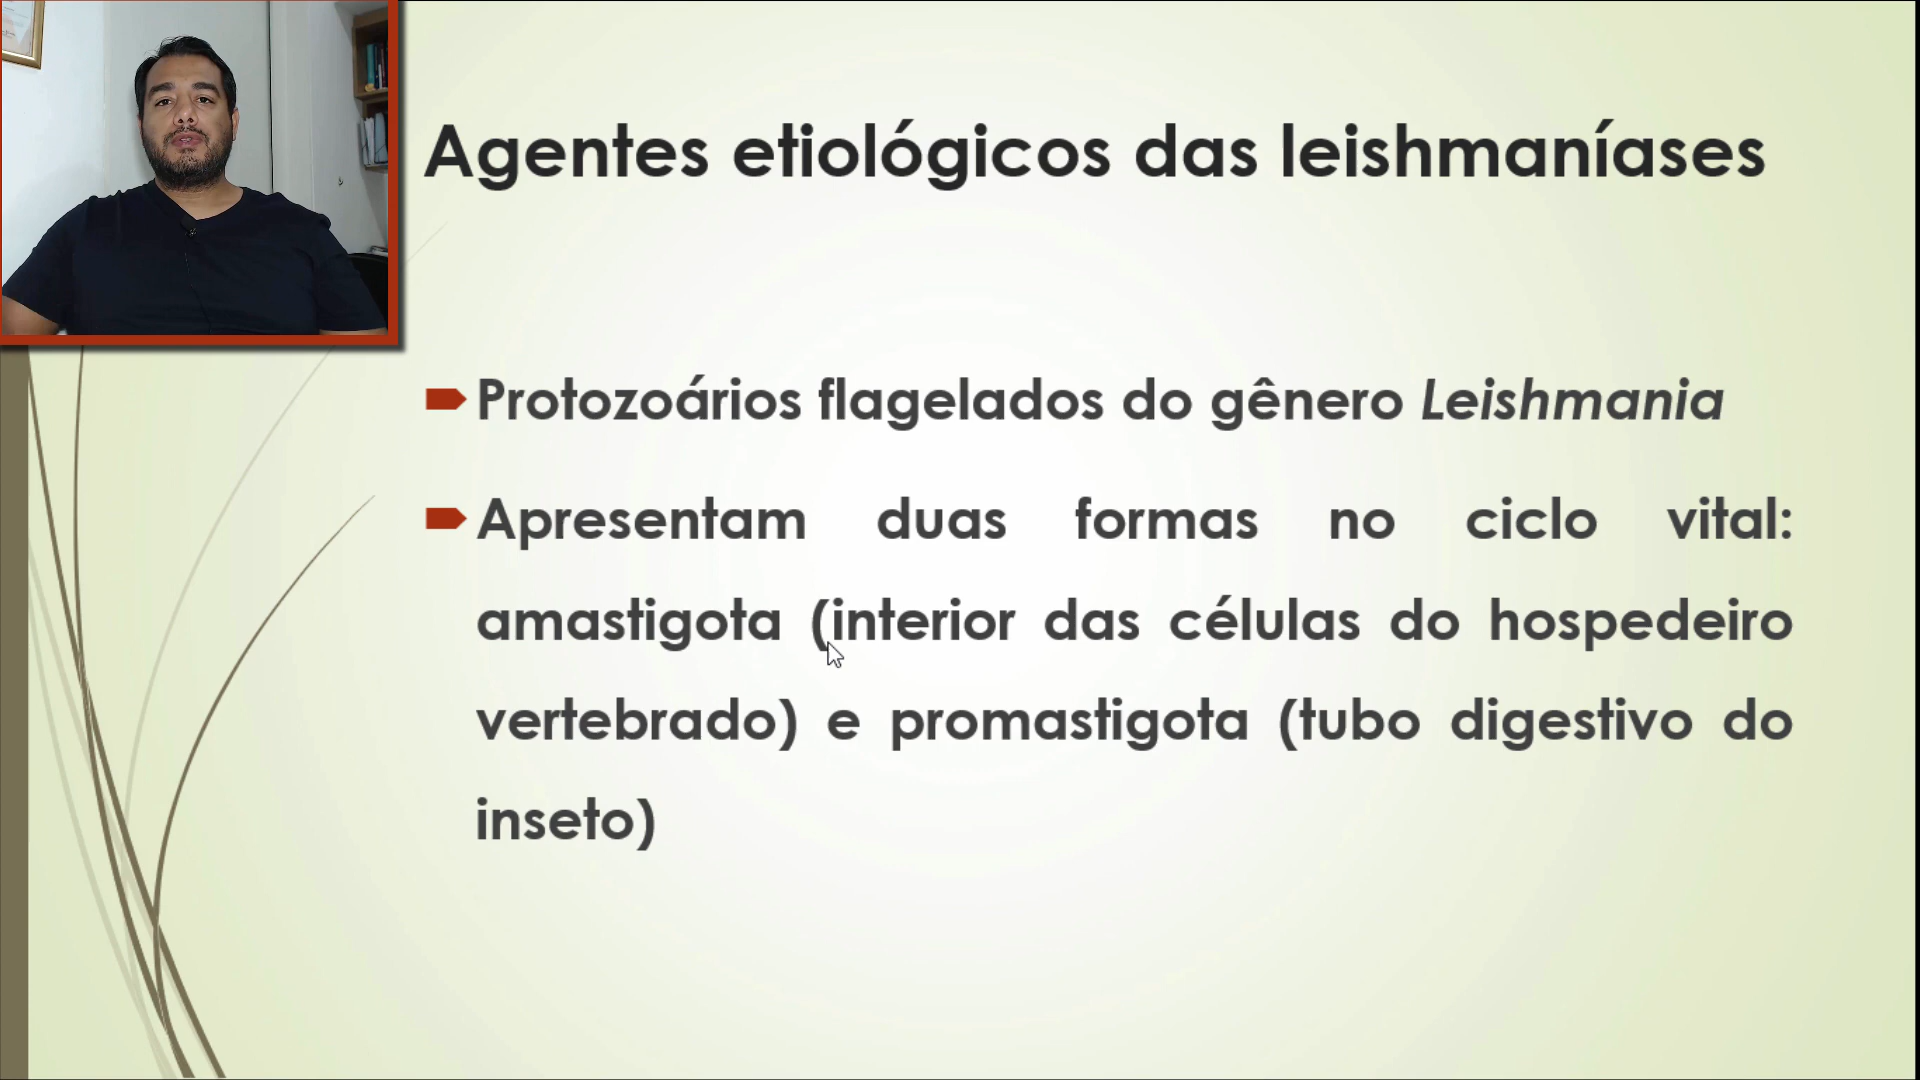 Agentes etiológicos das leishmaníases
Protozoários flagelados do gênero Leishmania
Apresentam duas formas no ciclo vital:
amastigota (interior das células do hospedeiro
vertebrado) e promastigota (tubo digestivo do
inseto)